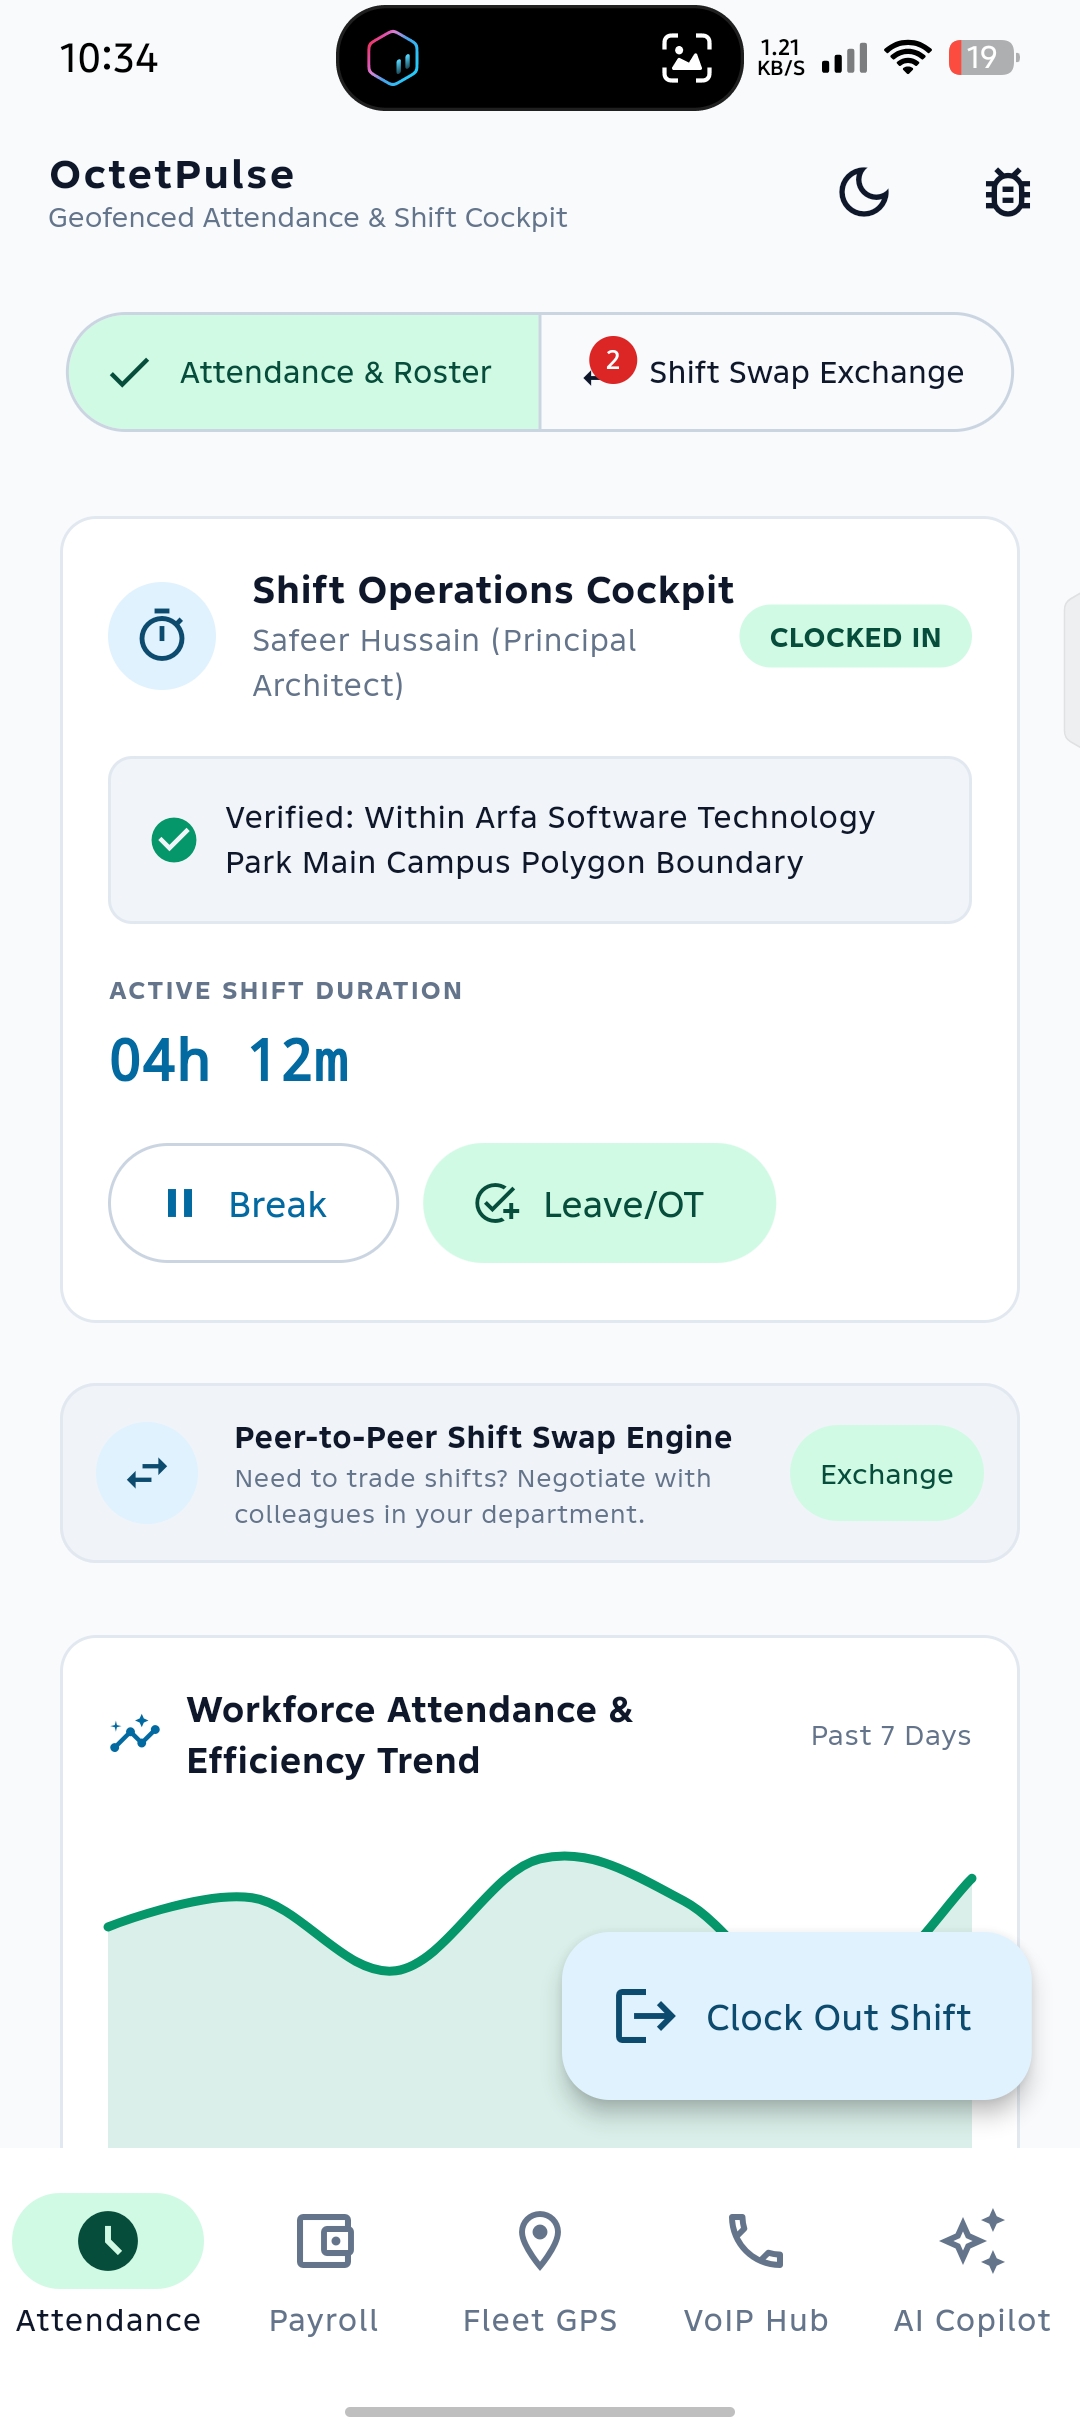 10:34
1.21
KB/S
19
OctetPulse
Geofenced Attendance & Shift Cockpit
Attendance & Roster
2
Shift Swap Exchange
Shift Operations Cockpit
Safeer Hussain (Principal
Architect)
CLOCKED IN
Verified: Within Arfa Software Technology
Park Main Campus Polygon Boundary
ACTIVE SHIFT DURATION
04h 12m
Break
Leave/OT
Peer-to-Peer Shift Swap Engine
Need to trade shifts? Negotiate with
colleagues in your department.
Exchange
Workforce Attendance &
Efficiency Trend
Past 7 Days
Clock Out Shift
Attendance
Payroll
Fleet GPS
VoIP Hub
AI Copilot